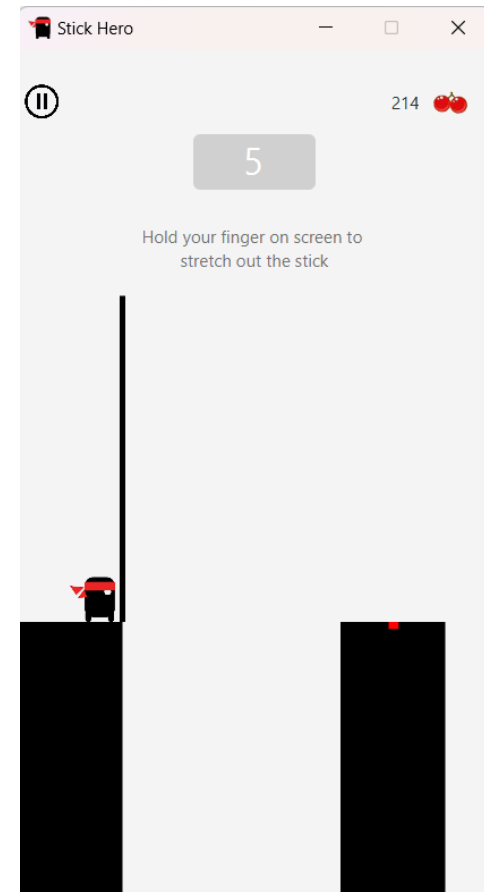 Stick Hero
214
5
Hold your finger on screen to
stretch out the stick